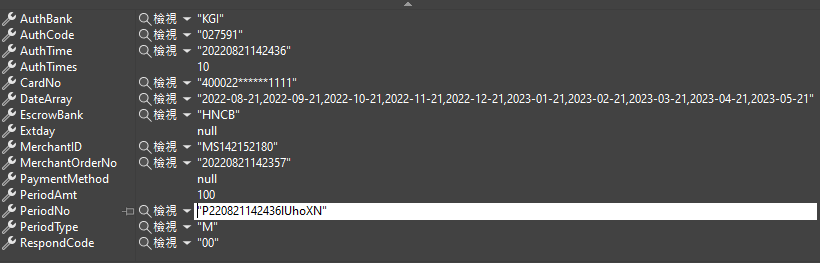 AuthBank 檢視 "KGI"
AuthCode 檢視 "027591"
AuthTime 檢視 "20220821142436"
AuthTimes 10
CardNo 檢視 "400022******1111"
DateArray 檢視 "2022-08-21,2022-09-21,2022-10-21,2022-11-21,2022-12-21,2023-01-21,2023-02-21,2023-03-21,2023-04-21,2023-05-21"
EscrowBank 檢視 "HNCB"
Extday null
MerchantID 檢視 "MS142152180"
MerchantOrderNo 檢視 "20220821142357"
PaymentMethod null
PeriodAmt 100
PeriodNo 檢視 "P220821142436IUhoXN"
PeriodType 檢視 "M"
RespondCode 檢視 "00"